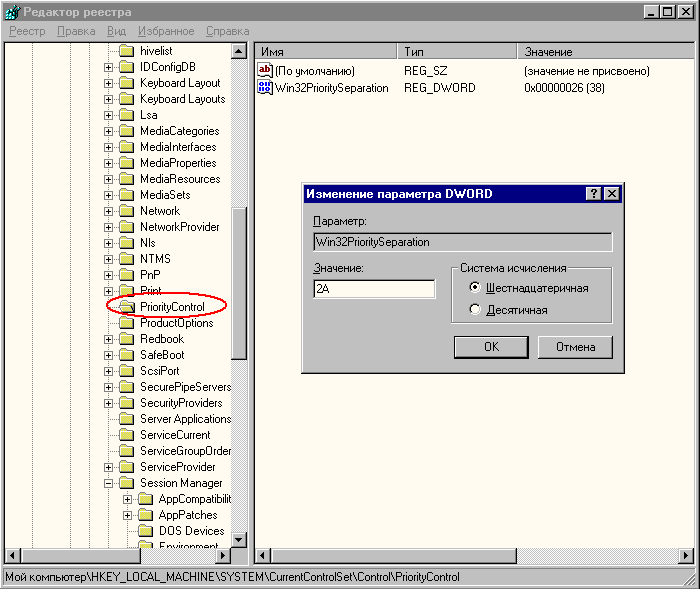 Редактор реестра
Реестр Правка Вид Избранное Справка
hivelist
IDConfigDB
Keyboard Layout
Keyboard Layouts
Lsa
MediaCategories
MediaInterfaces
MediaProperties
MediaResources
MediaSets
Network
NetworkProvider
Nls
NTMS
PnP
Print
PriorityControl
ProductOptions
Redbook
SafeBoot
ScsiPort
SecurePipeServers
SecurityProviders
Server Applications
ServiceCurrent
ServiceGroupOrder
ServiceProvider
Session Manager
AppCompatibilit
AppPatches
DOS Devices
Environment
Имя Тип Значение
(По умолчанию) REG_SZ (значение не присвоено)
Win32PrioritySeparation REG_DWORD 0x00000026 (38)
Изменение параметра DWORD
Параметр:
Win32PrioritySeparation
Значение:
2A
Система исчисления
Шестнадцатеричная
Десятичная
OK Отмена
Мой компьютер\HKEY_LOCAL_MACHINE\SYSTEM\CurrentControlSet\Control\PriorityControl